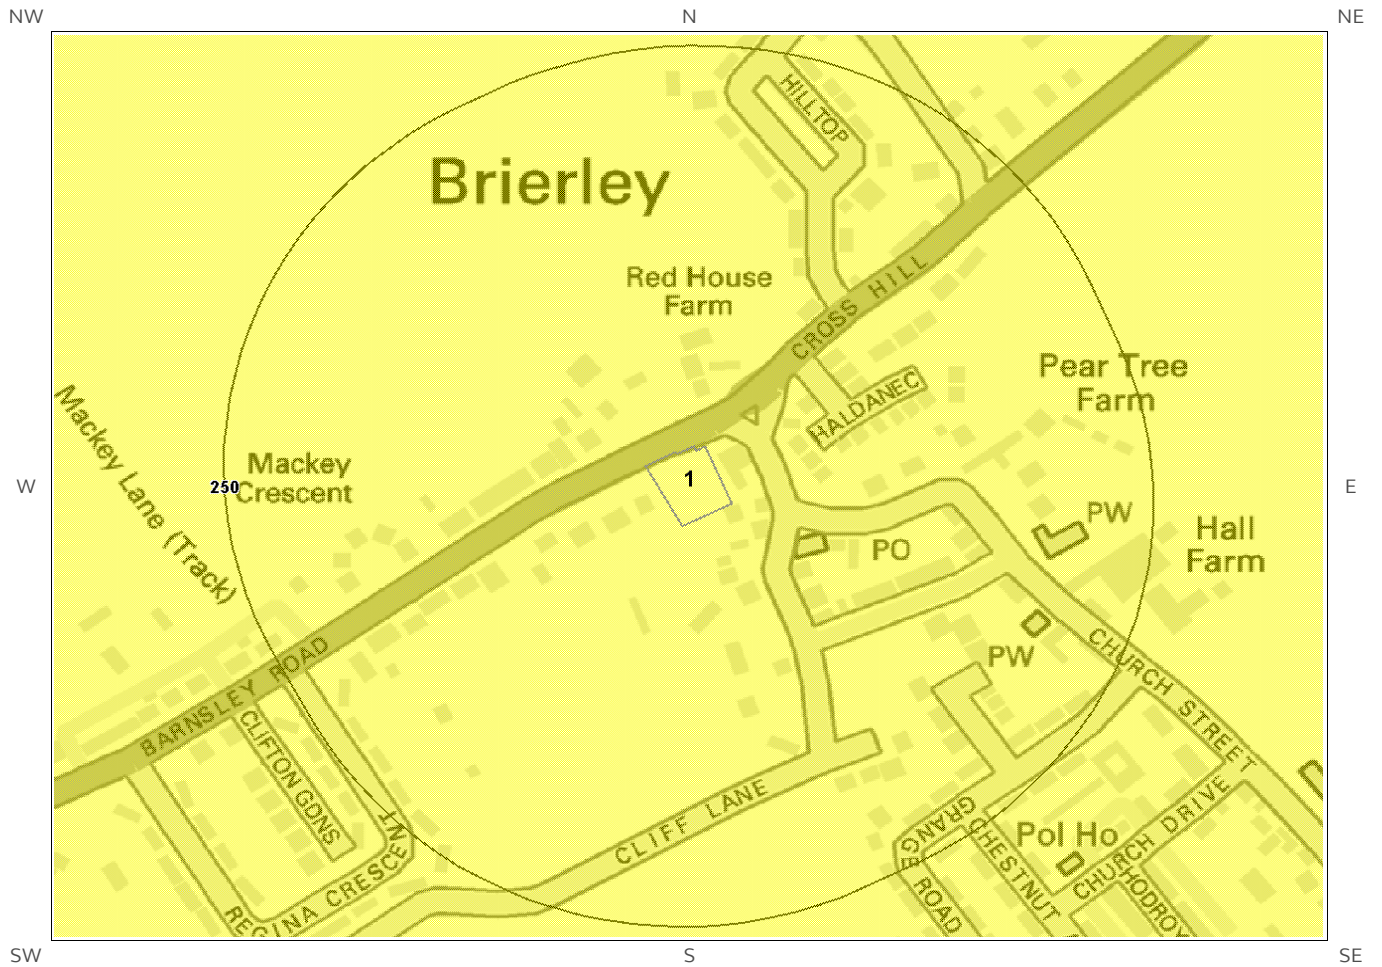 NW
N
NE
HILLTOP
Brierley
Red House
Farm
CROSS HILL
Pear Tree
Farm
HALDANEC
Mackey Lane (Track)
Mackey
Crescent
250
1
W
E
PW
Hall
Farm
PO
PW
CHURCH STREET
BARNSLEY ROAD
CLIFTON GDNS
REGINA CRESCENT
CLIFF LANE
GRANGE
ROAD
CHESTNUT
Pol Ho
CHURCH DRIVE
HODROY
SW
S
SE